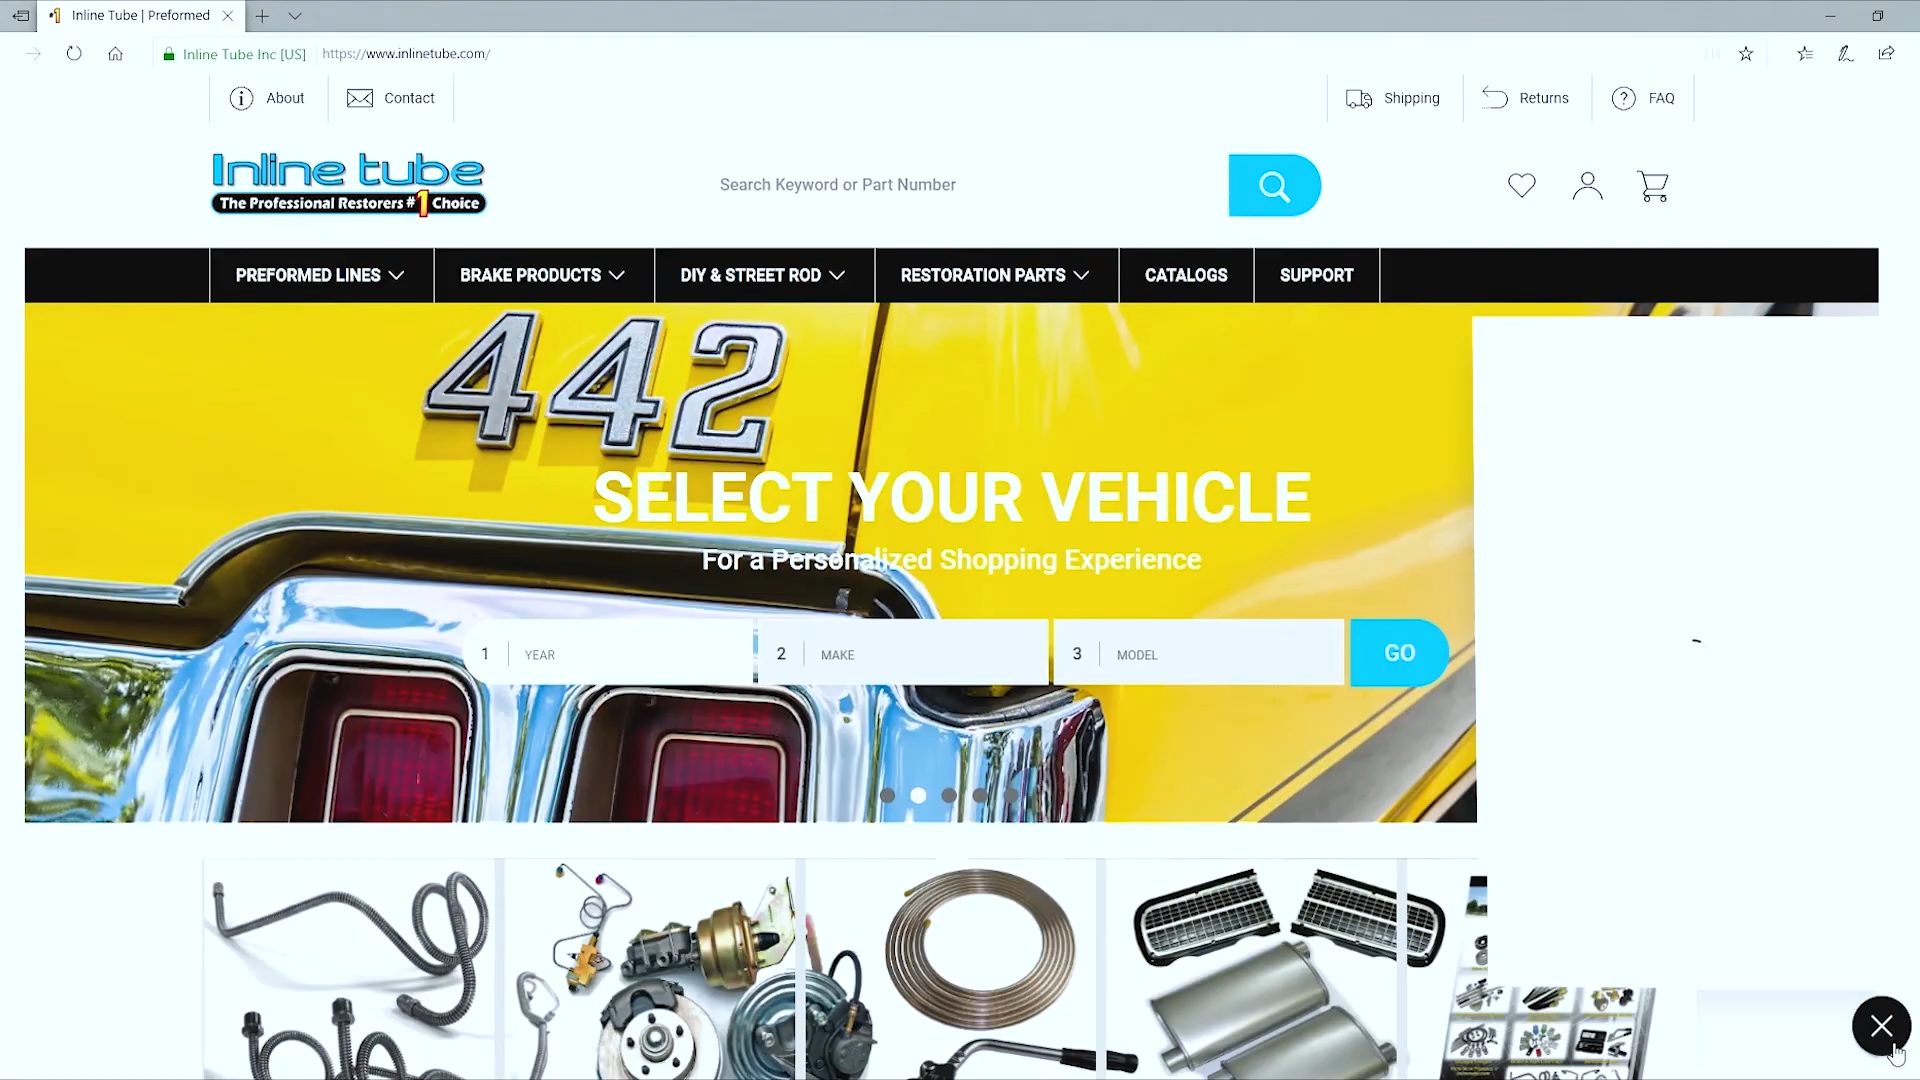 #1 Inline Tube | Preformed
Inline Tube Inc [US] https://www.inlinetube.com/
About
Contact
Shipping
Returns
FAQ
Inline tube
The Professional Restorers #1 Choice
Search Keyword or Part Number
PREFORMED LINES
BRAKE PRODUCTS
DIY & STREET ROD
RESTORATION PARTS
CATALOGS
SUPPORT
442
SELECT YOUR VEHICLE
For a Personalized Shopping Experience
1 YEAR
2 MAKE
3 MODEL
GO